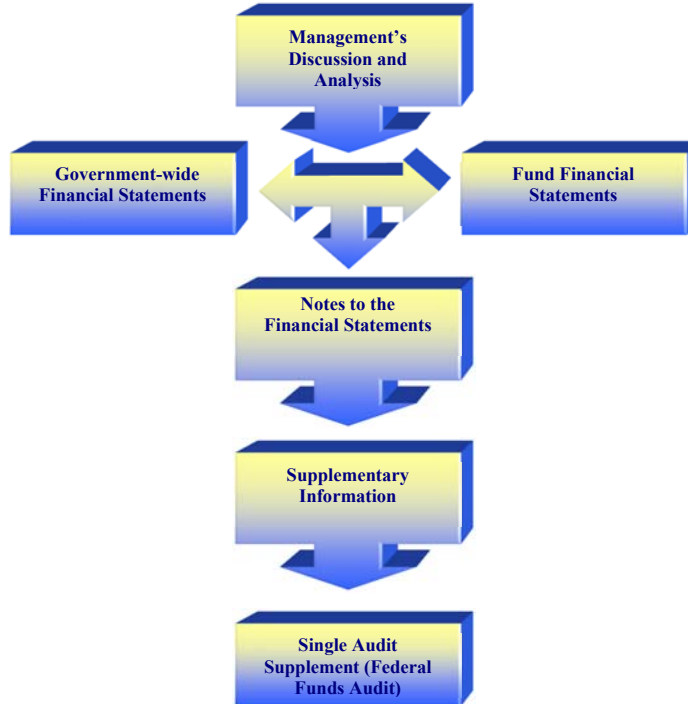 Management’s
Discussion and
Analysis
Government-wide
Financial Statements
Fund Financial
Statements
Notes to the
Financial Statements
Supplementary
Information
Single Audit
Supplement (Federal
Funds Audit)